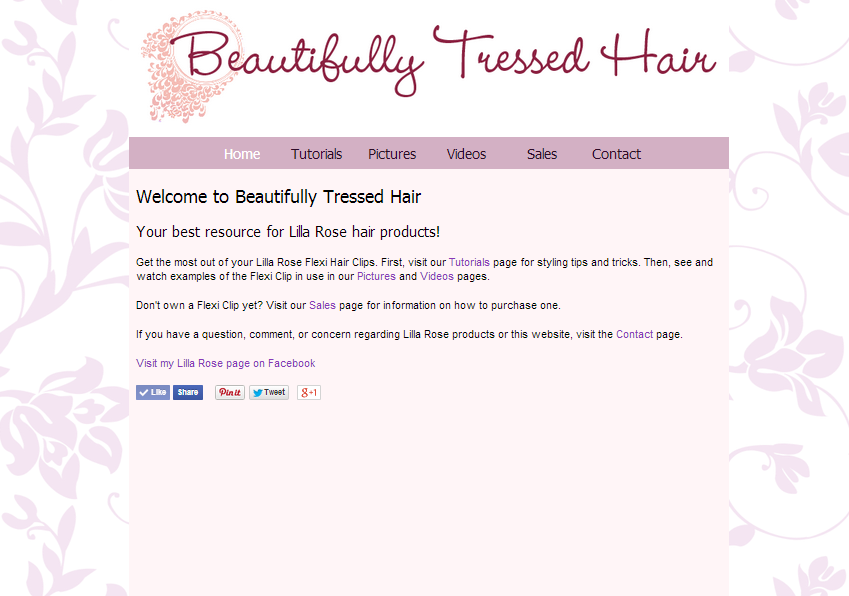 Beautifully Tressed Hair
Home Tutorials Pictures Videos Sales Contact
Welcome to Beautifully Tressed Hair
Your best resource for Lilla Rose hair products!
Get the most out of your Lilla Rose Flexi Hair Clips. First, visit our Tutorials page for styling tips and tricks. Then, see and
watch examples of the Flexi Clip in use in our Pictures and Videos pages.
Don't own a Flexi Clip yet? Visit our Sales page for information on how to purchase one.
If you have a question, comment, or concern regarding Lilla Rose products or this website, visit the Contact page.
Visit my Lilla Rose page on Facebook
Like Share Pin it Tweet g+1